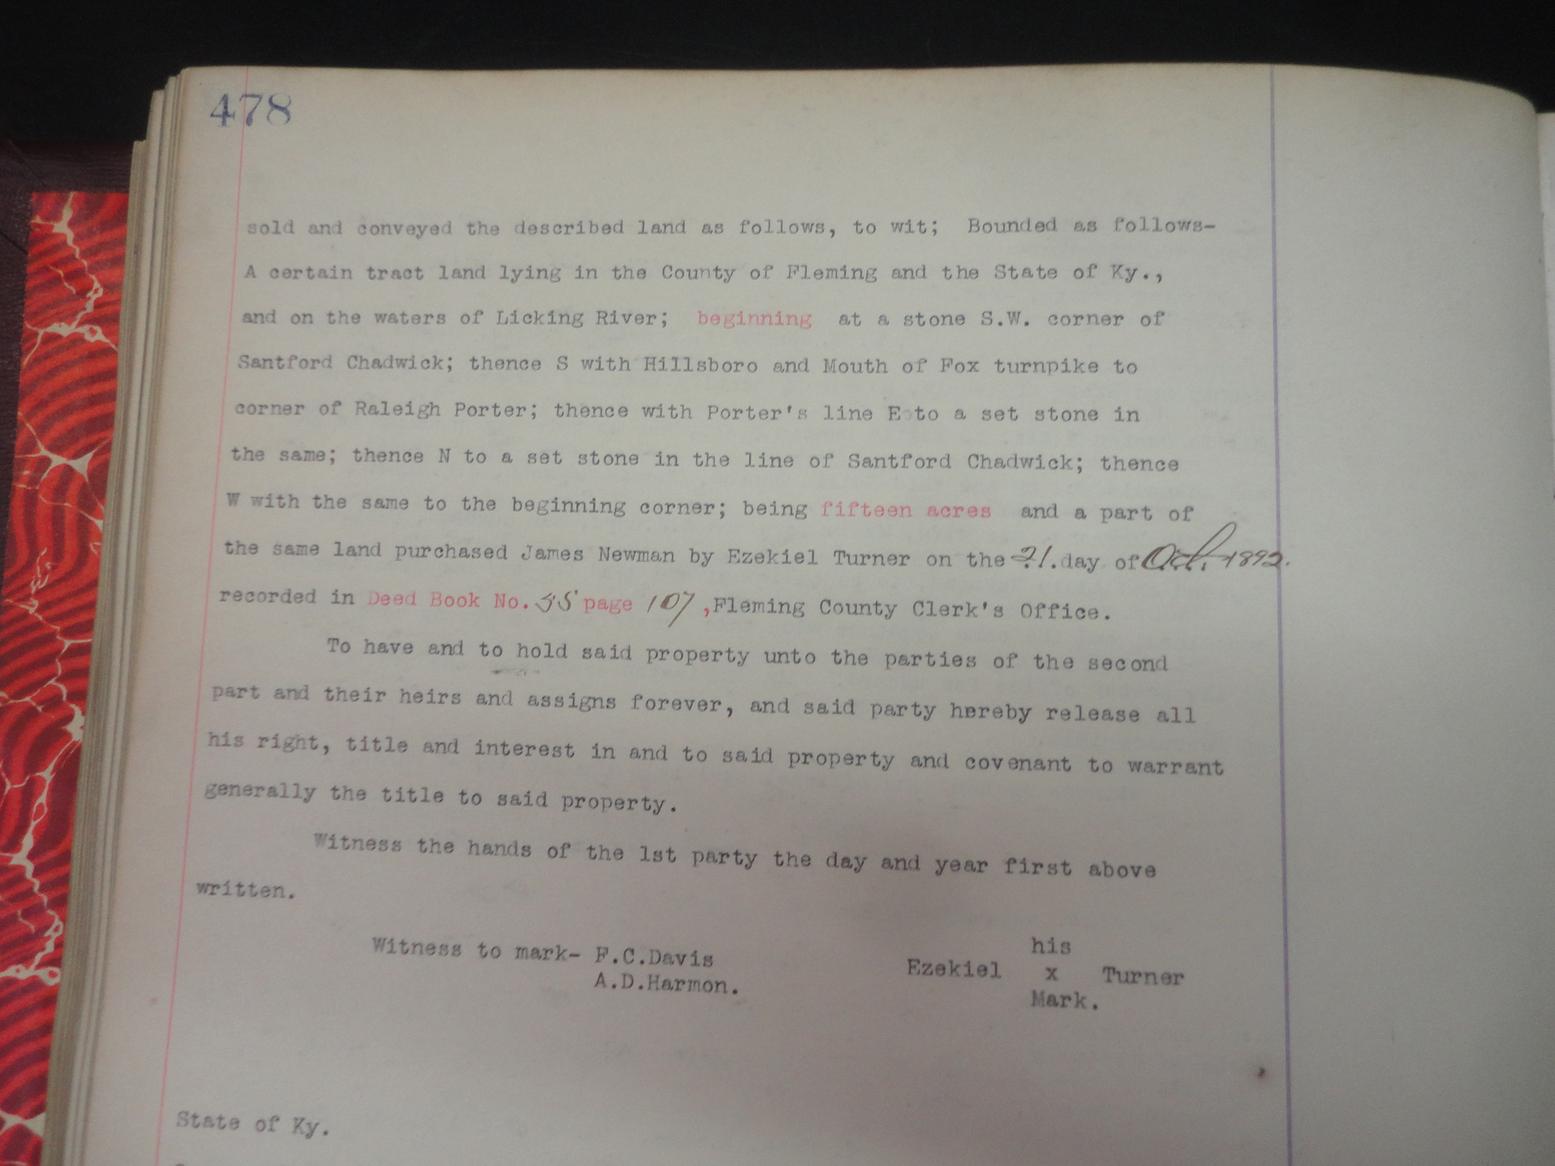 478
sold and conveyed the described land as follows, to wit; Bounded as follows-
A certain tract land lying in the County of Fleming and the State of Ky.,
and on the waters of Licking River; beginning at a stone S.W. corner of
Santford Chadwick; thence S with Hillsboro and Mouth of Fox turnpike to
corner of Raleigh Porter; thence with Porter's line E to a set stone in
the same; thence N to a set stone in the line of Santford Chadwick; thence
W with the same to the beginning corner; being fifteen acres and a part of
the same land purchased James Newman by Ezekiel Turner on the 21. day of Oct. 1892.
recorded in Deed Book No. page 107 ,Fleming County Clerk's Office.
To have and to hold said property unto the parties of the second
part and their heirs and assigns forever, and said party hereby release all
his right, title and interest in and to said property and covenant to warrant
generally the title to said property.
Witness the hands of the 1st party the day and year first above
written.
his
Witness to mark- F.C.Davis Ezekiel x Turner
A.D.Harmon. Mark.
State of Ky.